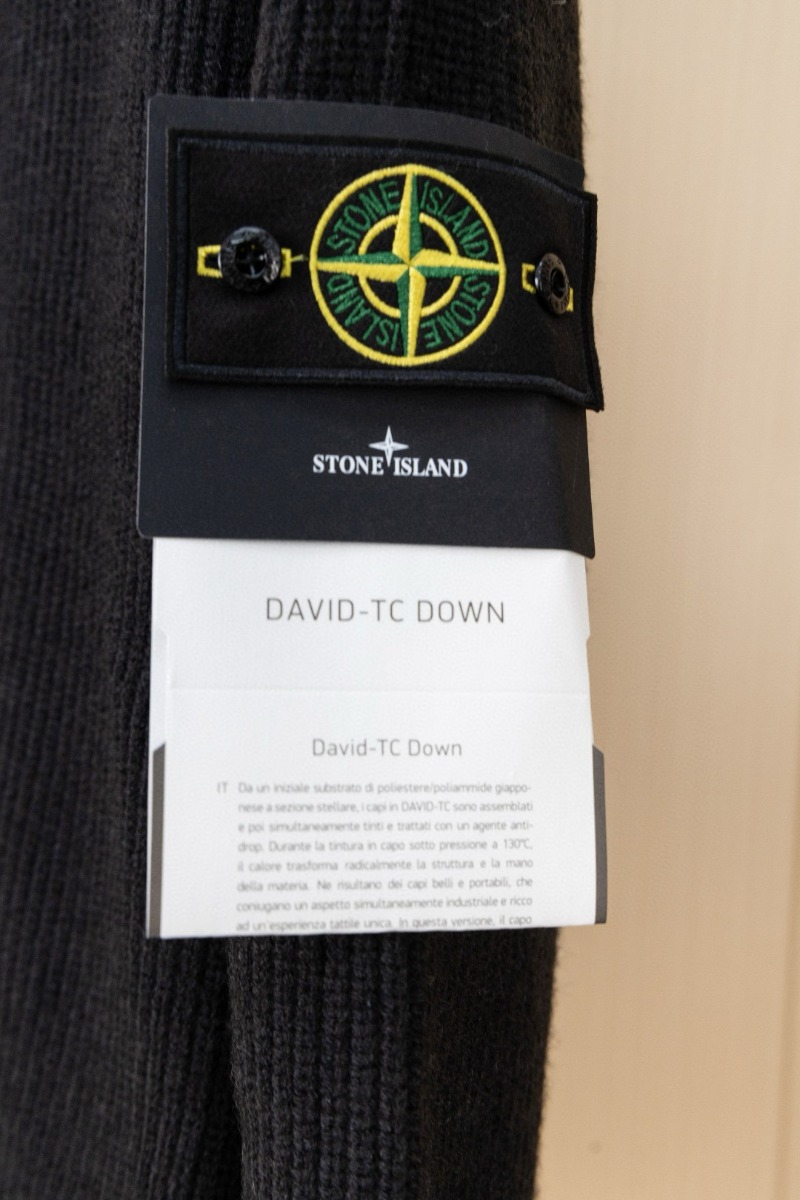 STONE ISLAND
ISLAND STONE
STONE ISLAND
DAVID-TC DOWN
David-TC Down
IT Da un iniziale substrato di poliestere/poliammide giappo-
nese a sezione stellare, i capi in DAVID-TC sono assemblati
e poi simultaneamente tinti e trattati con un agente anti-
drop. Durante la tintura in capo sotto pressione a 130°C,
il calore trasforma radicalmente la struttura e la mano
della materia. Ne risultano dei capi belli e portabili, che
coniugano un aspetto simultaneamente industriale e ricco
ad un'esperienza tattile unica. In questa versione, il capo